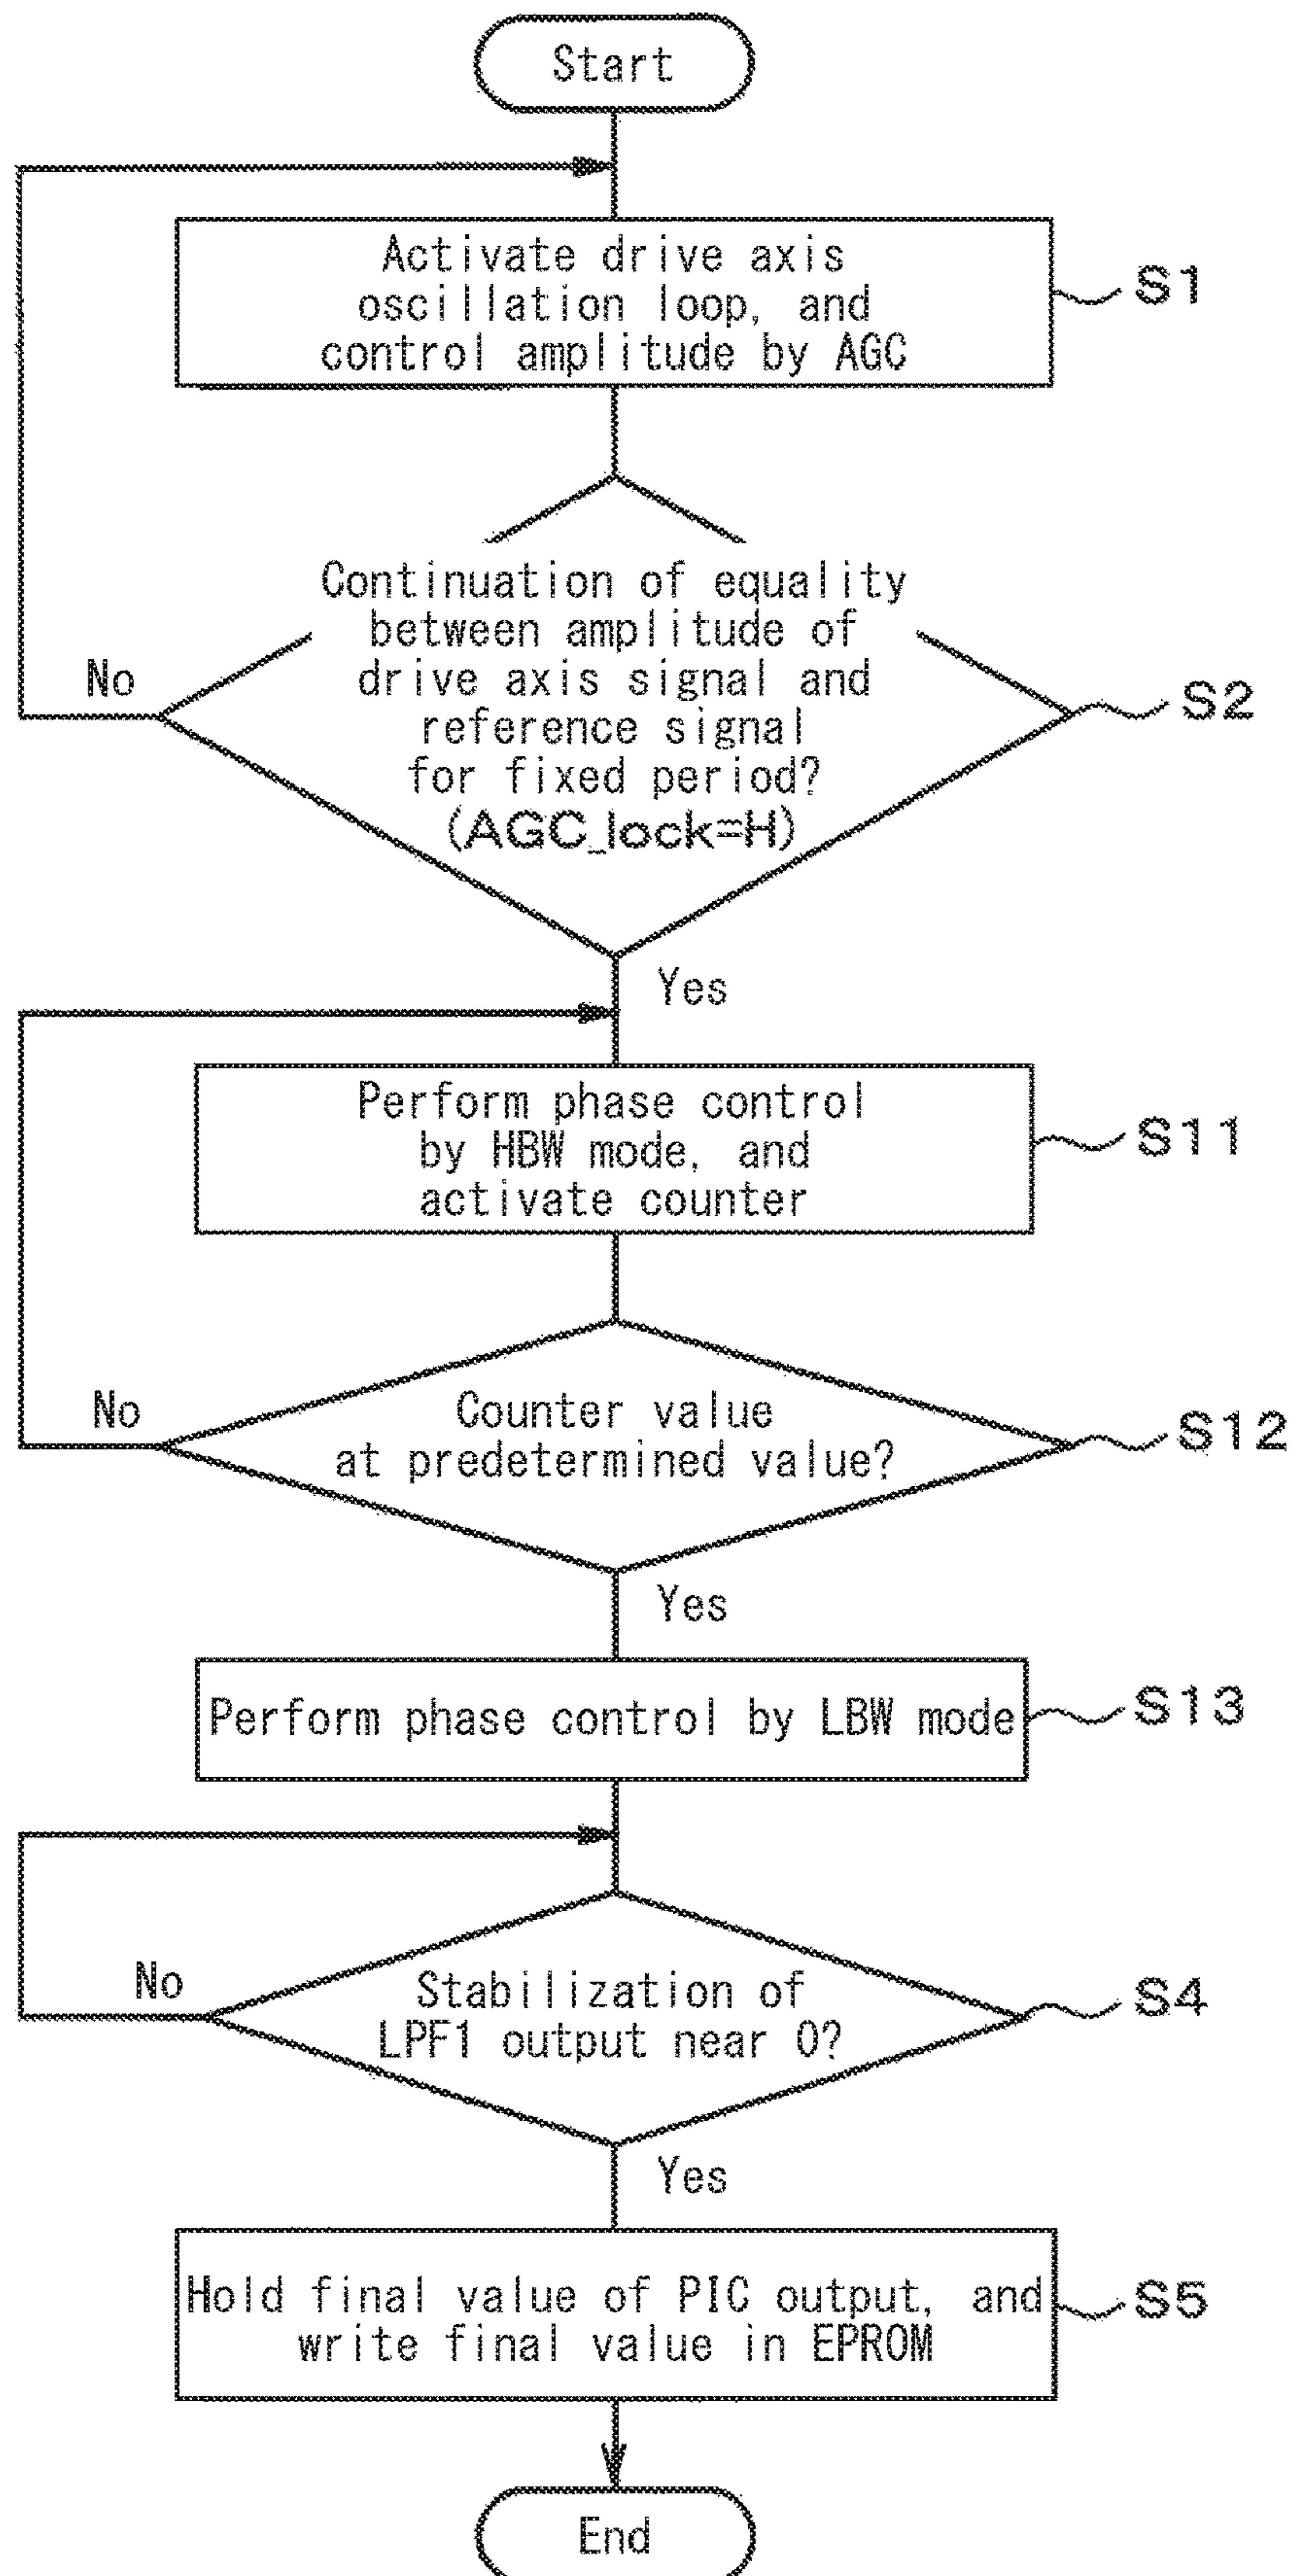 Start
Activate drive axis
oscillation loop, and
control amplitude by AGC
S1
Continuation of equality
between amplitude of
drive axis signal and
reference signal
for fixed period?
(AGC_lock=H)
No
S2
Yes
Perform phase control
by HBW mode, and
activate counter
S11
No
Counter value
at predetermined value?
S12
Yes
Perform phase control by LBW mode
S13
No
Stabilization of
LPF1 output near 0?
S4
Yes
Hold final value of PIC output, and
write final value in EPROM
S5
End